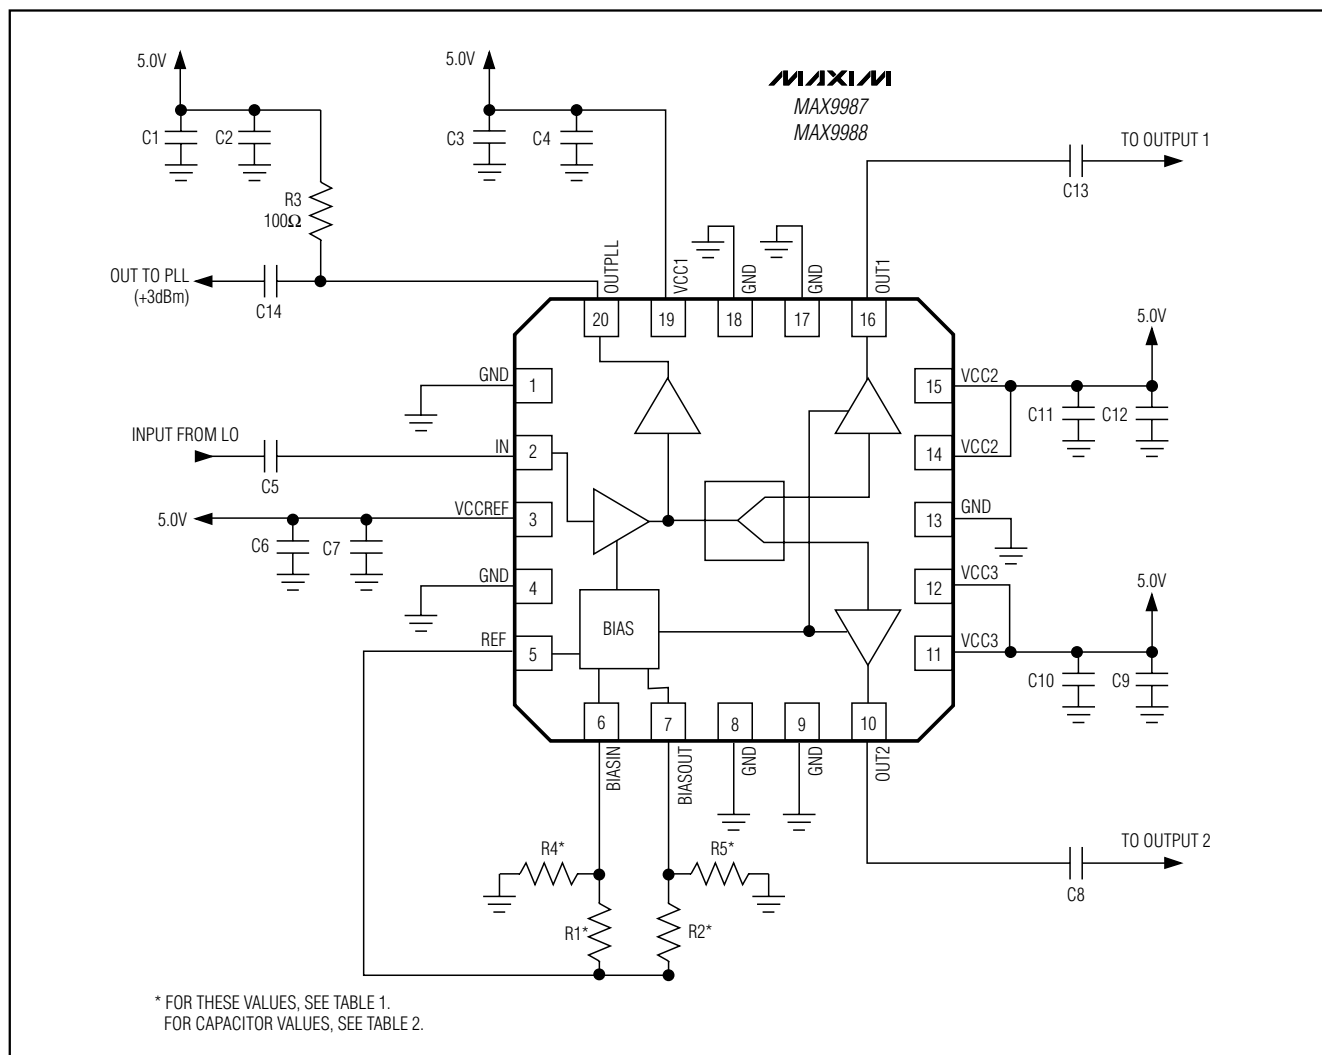 5.0V
5.0V
MAXIM
MAX9987
MAX9988
C1
C2
C3
C4
TO OUTPUT 1
C13
R3
100Ω
OUT TO PLL
(+3dBm)
C14
OUTPLL
VCC1
GND
GND
OUT1
20
19
18
17
16
5.0V
GND
1
15
VCC2
C11
C12
INPUT FROM LO
C5
IN
2
14
VCC2
5.0V
VCCREF
3
13
GND
C6
C7
GND
4
12
VCC3
5.0V
BIAS
REF
5
11
VCC3
C10
C9
6
7
8
9
10
BIASIN
BIASOUT
GND
GND
OUT2
TO OUTPUT 2
C8
R4*
R5*
R1*
R2*
* FOR THESE VALUES, SEE TABLE 1.
FOR CAPACITOR VALUES, SEE TABLE 2.